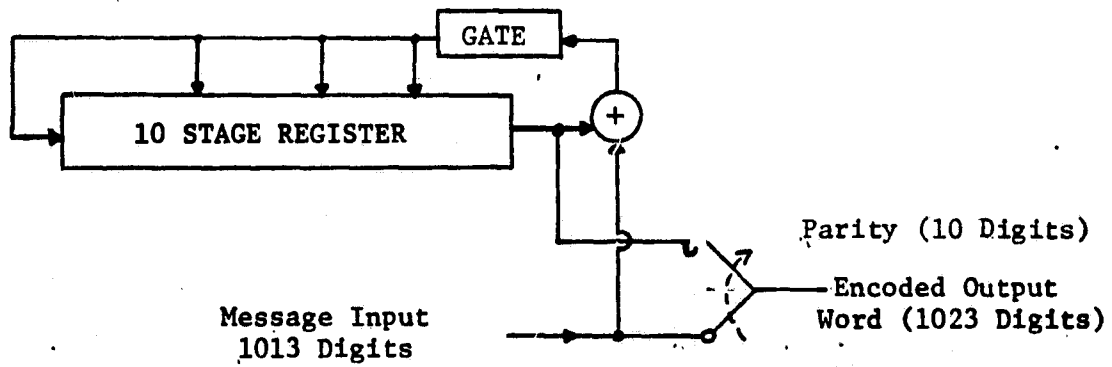 GATE
+
10 STAGE REGISTER
Parity (10 Digits)
Encoded Output
Word (1023 Digits)
Message Input
1013 Digits